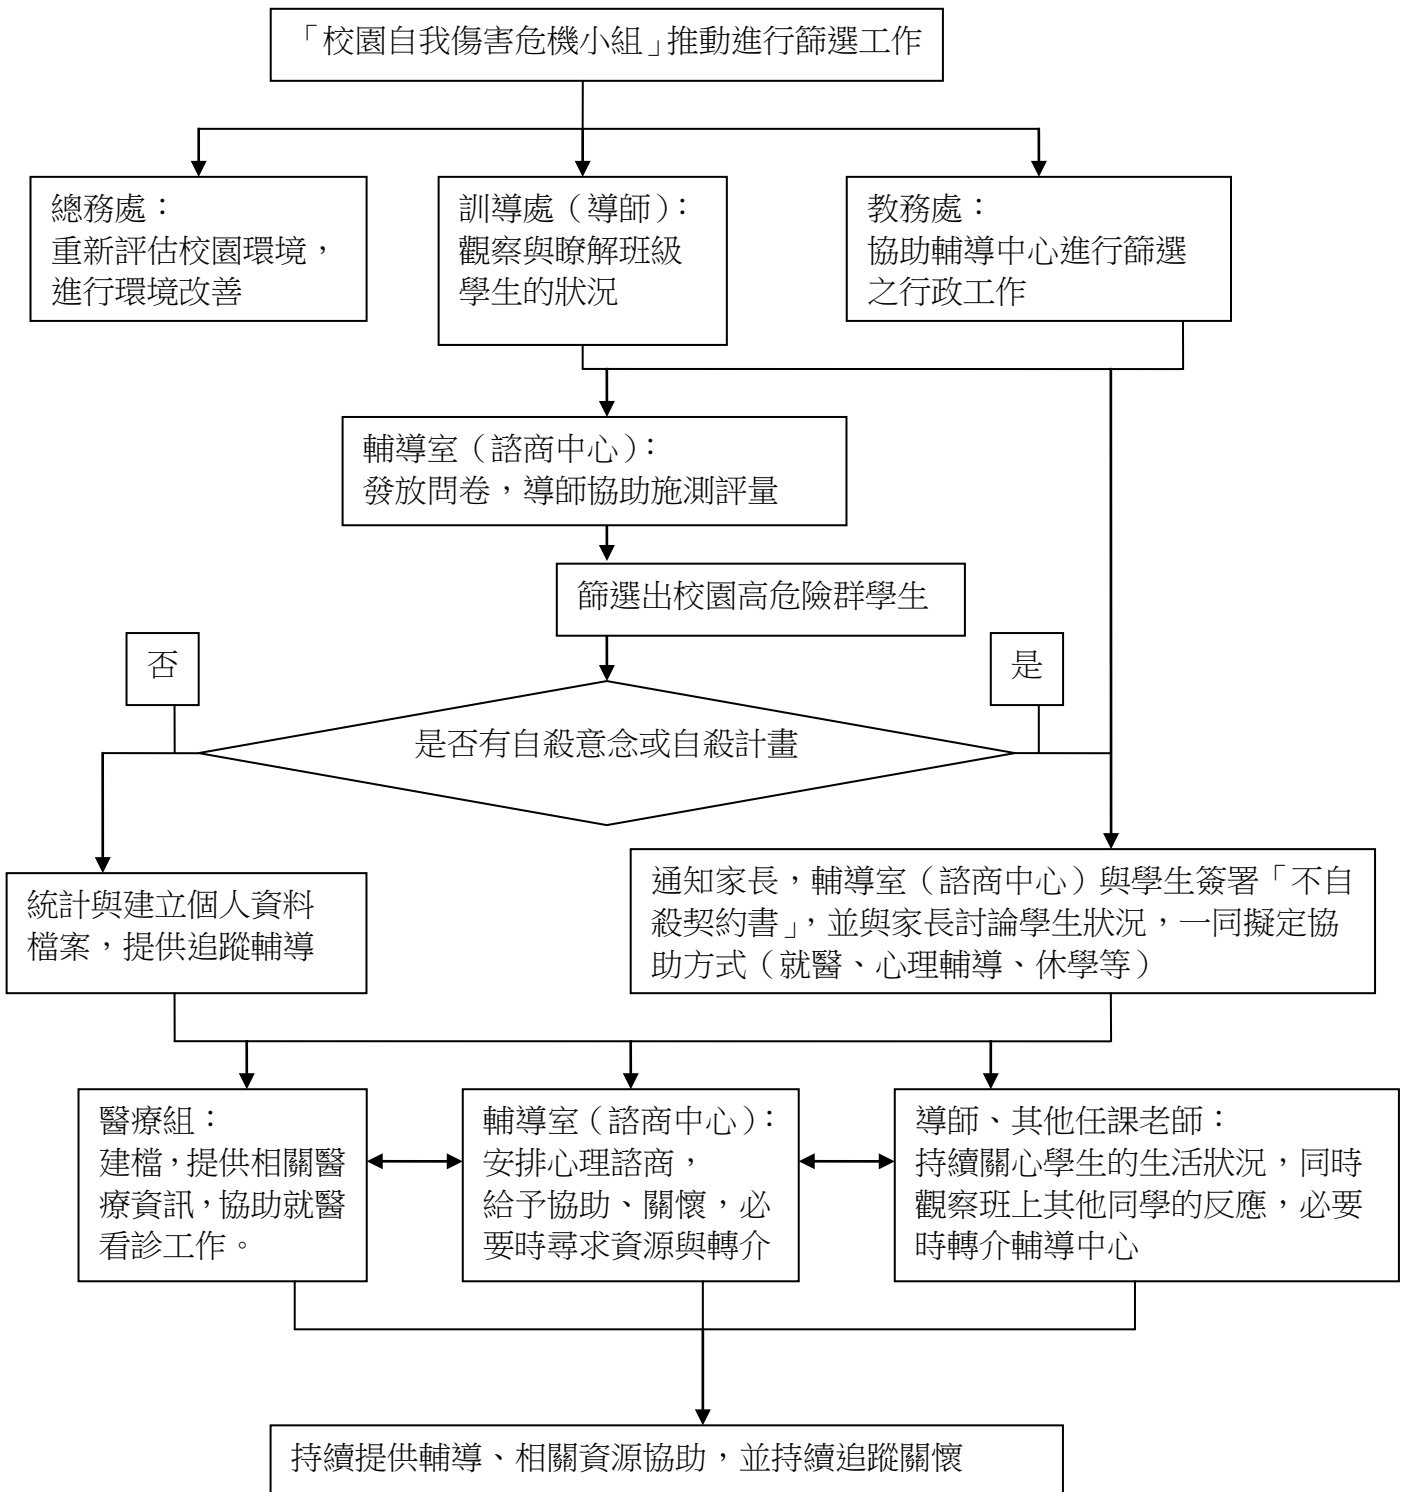 「校園自我傷害危機小組」推動進行篩選工作
總務處：
重新評估校園環境，
進行環境改善
訓導處（導師）：
觀察與瞭解班級
學生的狀況
教務處：
協助輔導中心進行篩選
之行政工作
輔導室（諮商中心）：
發放問卷，導師協助施測評量
篩選出校園高危險群學生
否
是
是否有自殺意念或自殺計畫
統計與建立個人資料
檔案，提供追蹤輔導
通知家長，輔導室（諮商中心）與學生簽署「不自
殺契約書」，並與家長討論學生狀況，一同擬定協
助方式（就醫、心理輔導、休學等）
醫療組：
建檔，提供相關醫
療資訊，協助就醫
看診工作。
輔導室（諮商中心）：
安排心理諮商，
給予協助、關懷，必
要時尋求資源與轉介
導師、其他任課老師：
持續關心學生的生活狀況，同時
觀察班上其他同學的反應，必要
時轉介輔導中心
持續提供輔導、相關資源協助，並持續追蹤關懷